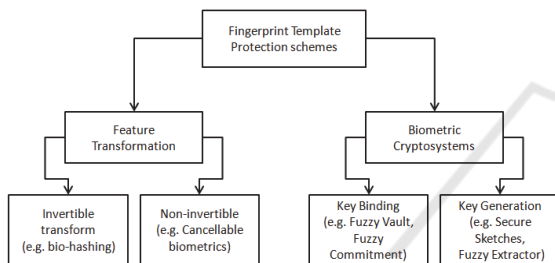 Fingerprint Template
Protection schemes
Feature
Transformation
Biometric
Cryptosystems
Invertible
transform
(e.g. bio-hashing)
Non-invertible
(e.g. Cancellable
biometrics)
Key Binding
(e.g. Fuzzy Vault,
Fuzzy
Commitment)
Key Generation
(e.g. Secure
Sketches,
Fuzzy Extractor)